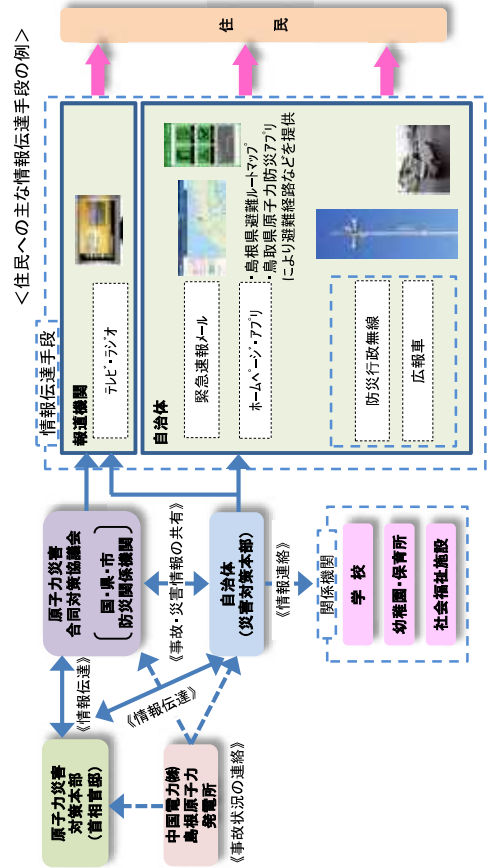 ＜住民への主な情報伝達手段の例＞
原子力災害
対策本部
（首相官邸）
中国電力㈱
島根原子力
発電所
《事故状況の連絡》
《情報伝達》
《情報伝達》
原子力災害
合同対策協議会
国・県・市
防災関係機関
《事故・災害情報の共有》
自治体
（災害対策本部）
《情報連絡》
関係機関
学 校
幼稚園・保育所
社会福祉施設
情報伝達手段
報道機関
テレビ・ラジオ
自治体
緊急速報メール
ホームページ・アプリ
・島根県避難ルートマップ
・鳥取県原子力防災アプリ
により避難経路などを提供
防災行政無線
広報車
住 民